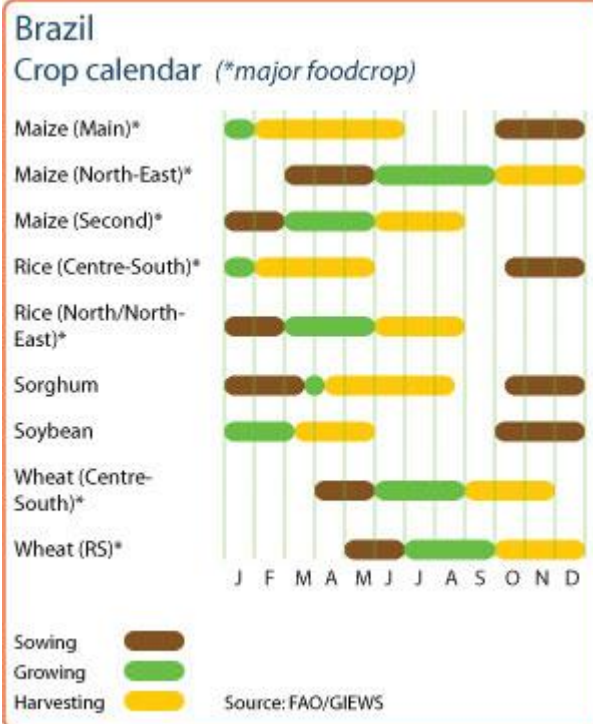 Brazil
Crop calendar (*major foodcrop)
Maize (Main)*
Maize (North-East)*
Maize (Second)*
Rice (Centre-South)*
Rice (North/North-
East)*
Sorghum
Soybean
Wheat (Centre-
South)*
Wheat (RS)*
J F M A M J J A S O N D
Sowing
Growing
Harvesting
Source: FAO/GIEWS